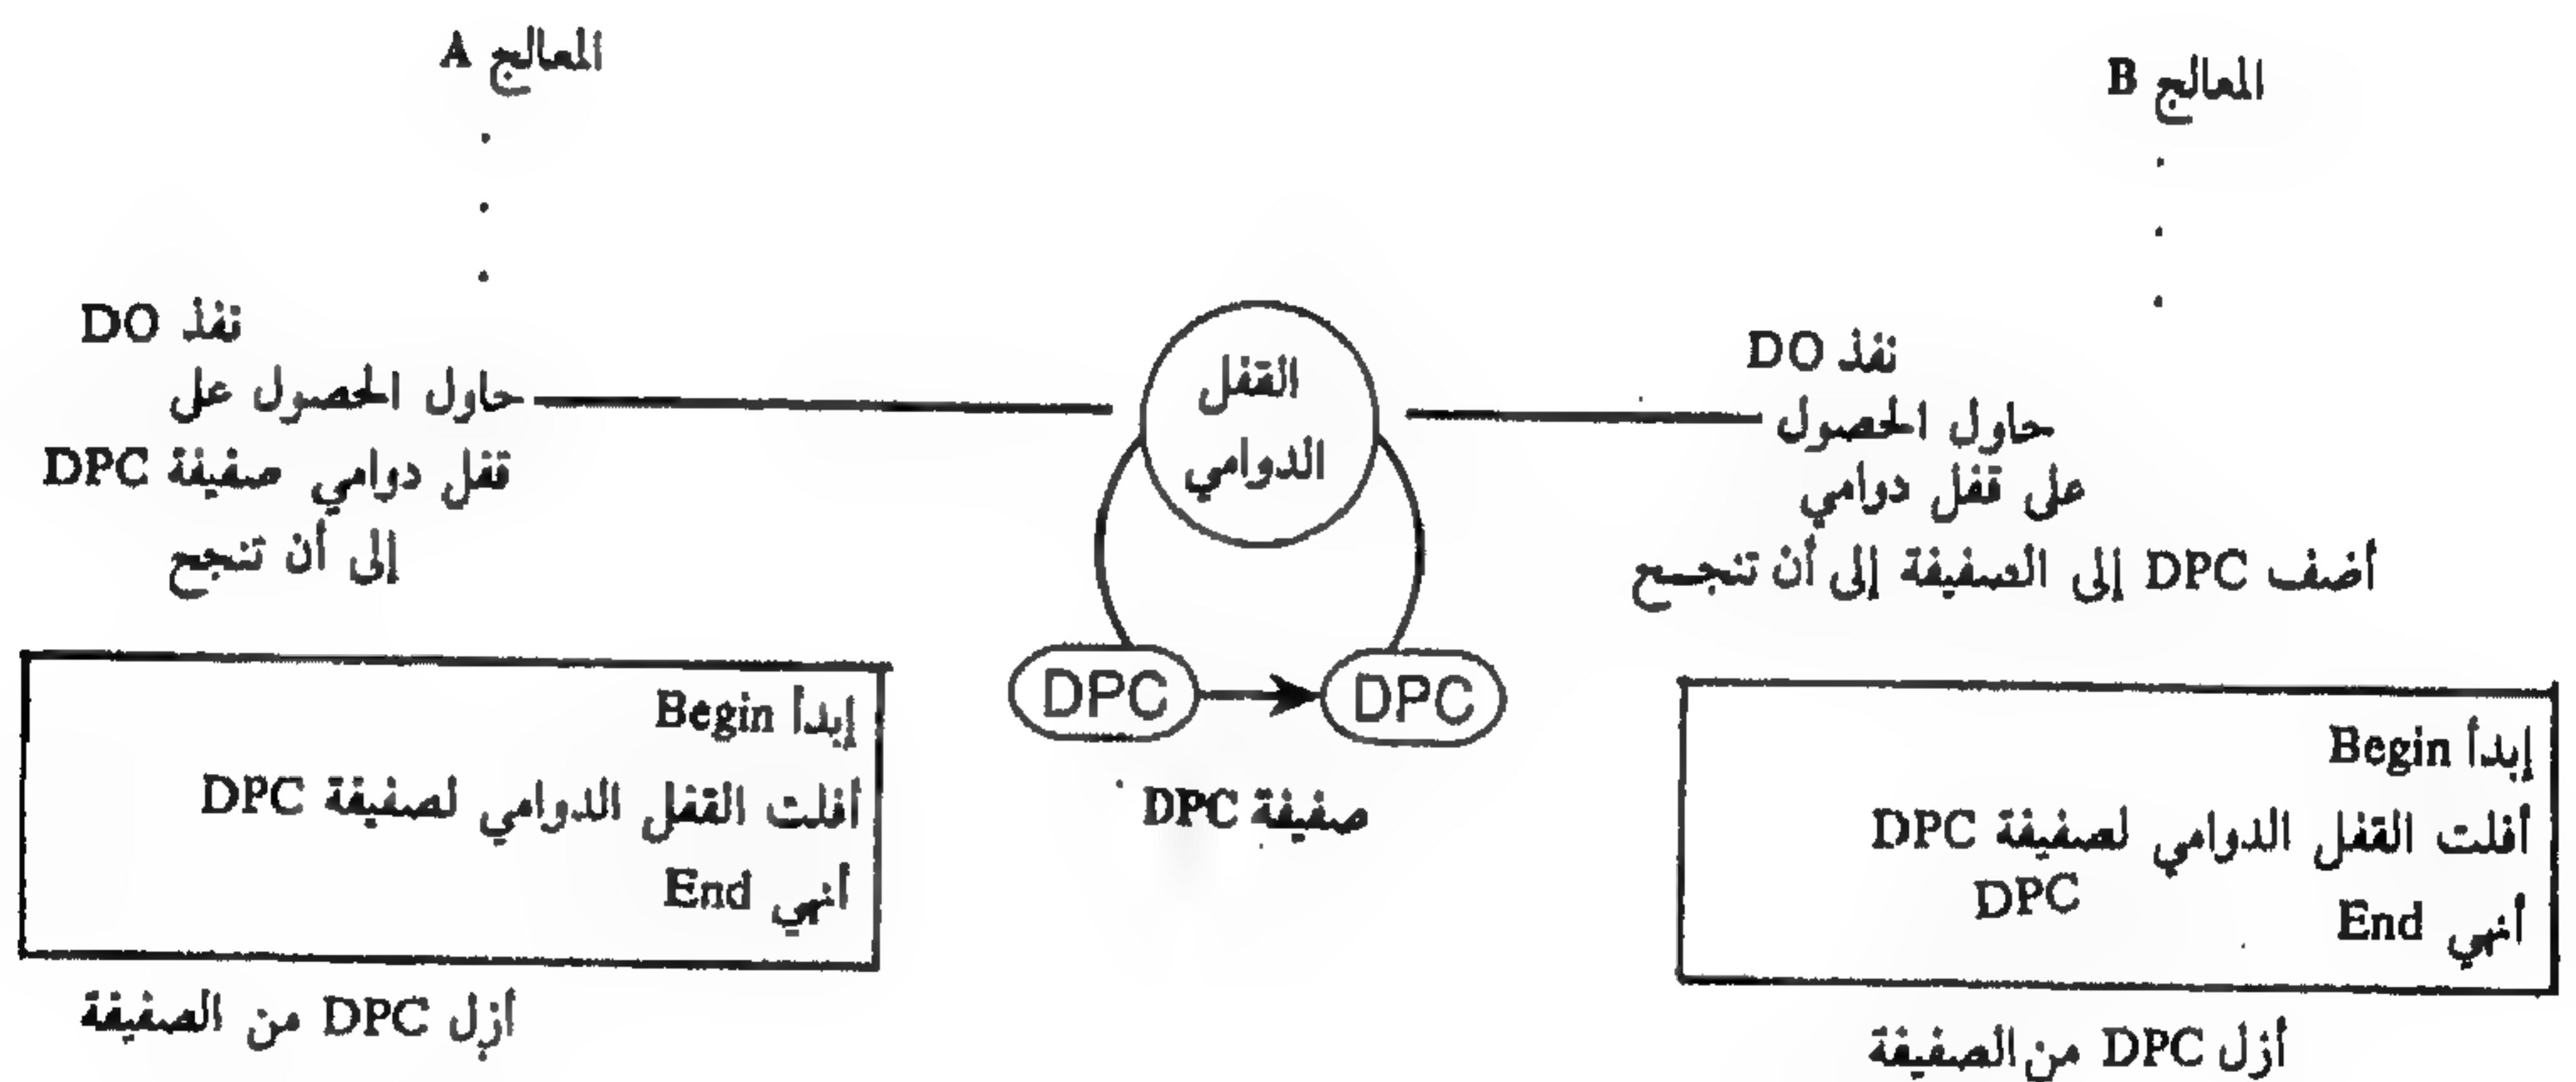 المعالج A
نفذ DO
حاول الحصول على
قفل دوامي صفيفة DPC
إلى أن تنجح
إبدأ Begin
أفلت القفل الدوامي لصفيفة DPC
أنهي End
أزل DPC من الصفيفة
القفل
الدوامي
DPC
DPC
صفيفة DPC
المعالج B
نفذ DO
حاول الحصول
على قفل دوامي
أضف DPC إلى الصفيفة إلى أن تنجح
إبدأ Begin
أفلت القفل الدوامي لصفيفة DPC
DPC
أنهي End
أزل DPC من الصفيفة